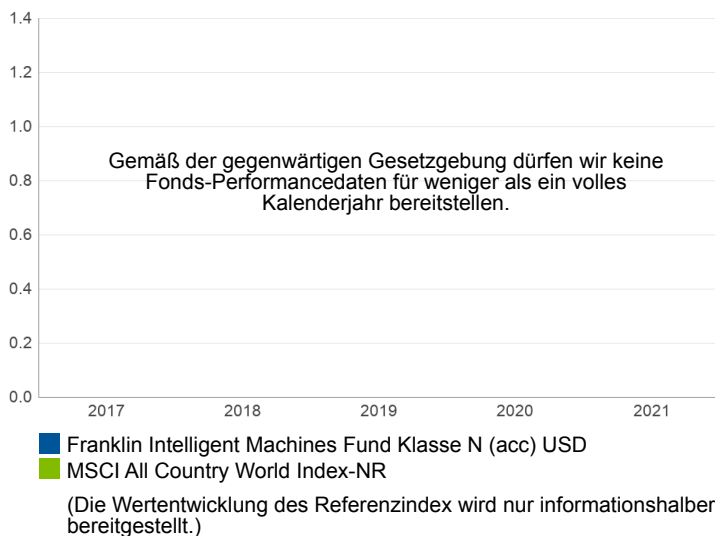 1.4
1.2
1.0
0.8
0.6
0.4
0.2
0.0
Gemäß der gegenwärtigen Gesetzgebung dürfen wir keine
Fonds-Performancedaten für weniger als ein volles
Kalenderjahr bereitstellen.
2017 2018 2019 2020 2021
Franklin Intelligent Machines Fund Klasse N (acc) USD
MSCI All Country World Index-NR
(Die Wertentwicklung des Referenzindex wird nur informationshalber
bereitgestellt.)